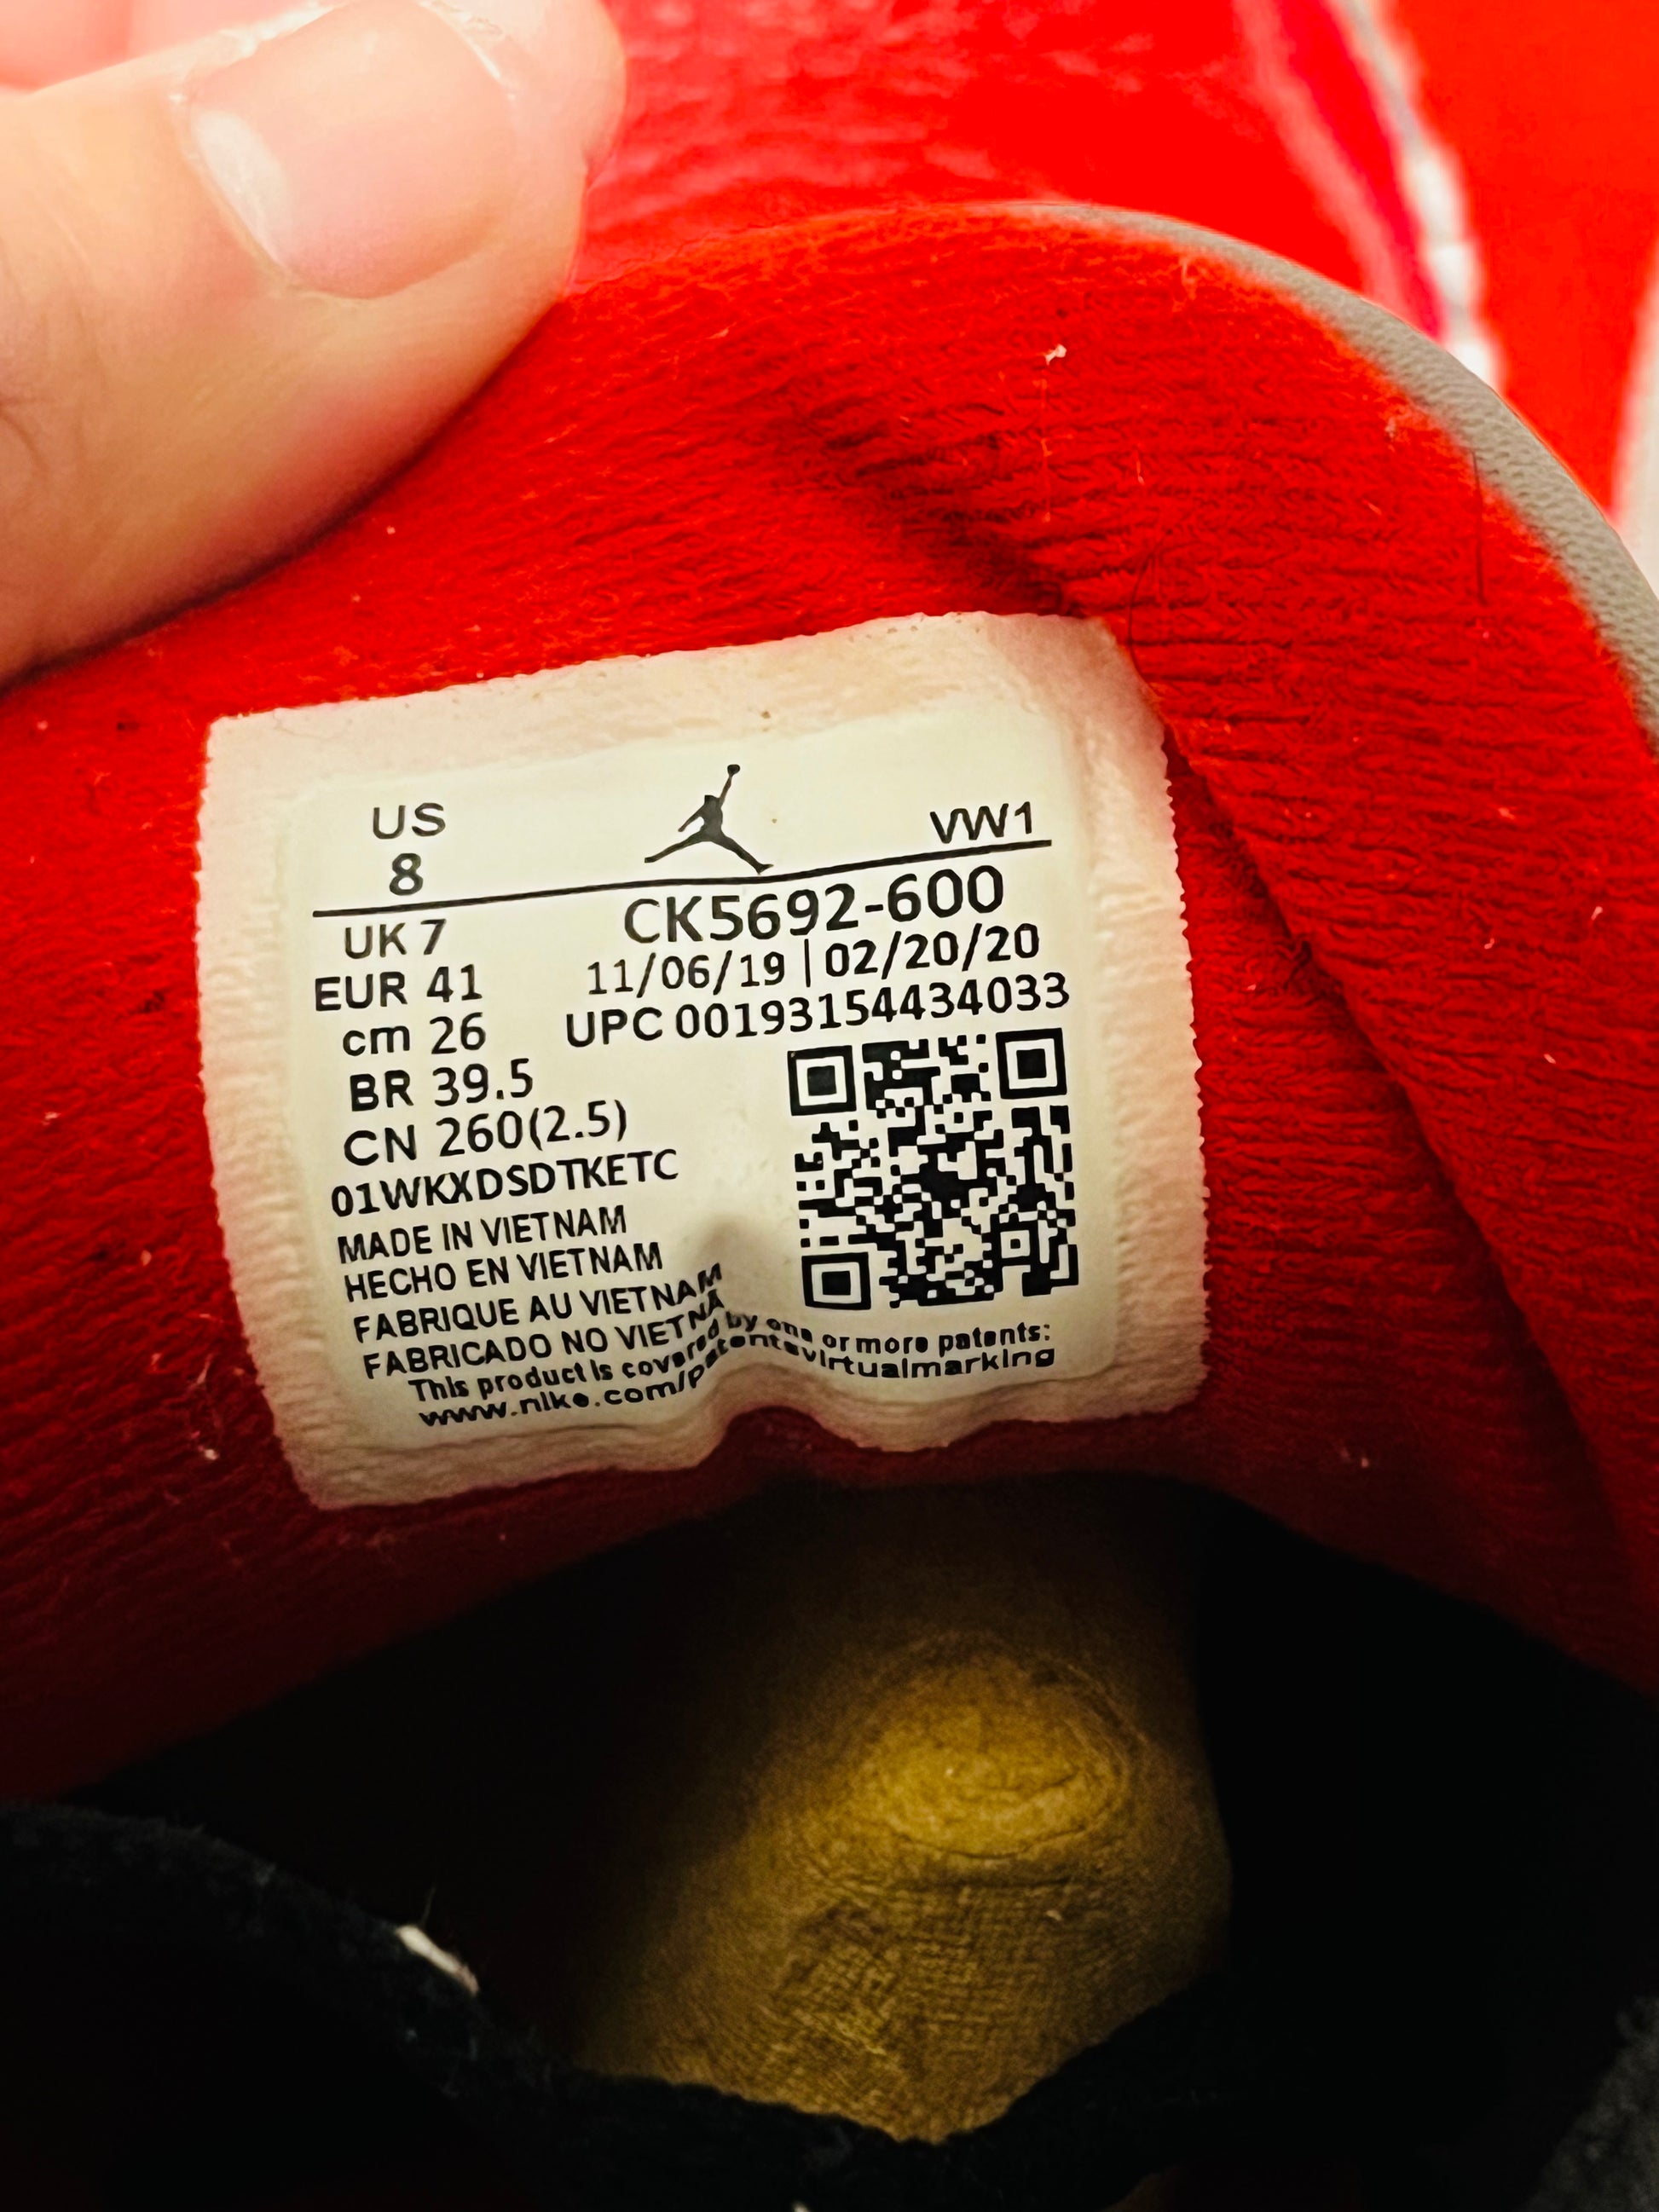 US
8
VW1
UK 7
CK5692-600
EUR 41
11/06/19 | 02/20/20
cm 26
UPC 00193154434033
BR 39.5
CN 260(2.5)
01WKXDSDTKETC
MADE IN VIETNAM
HECHO EN VIETNAM
FABRIQUE AU VIETNAM
FABRICADO NO VIETNÃ
This product is covered by one or more patents:
www.nike.com/patentsvirtualmarking